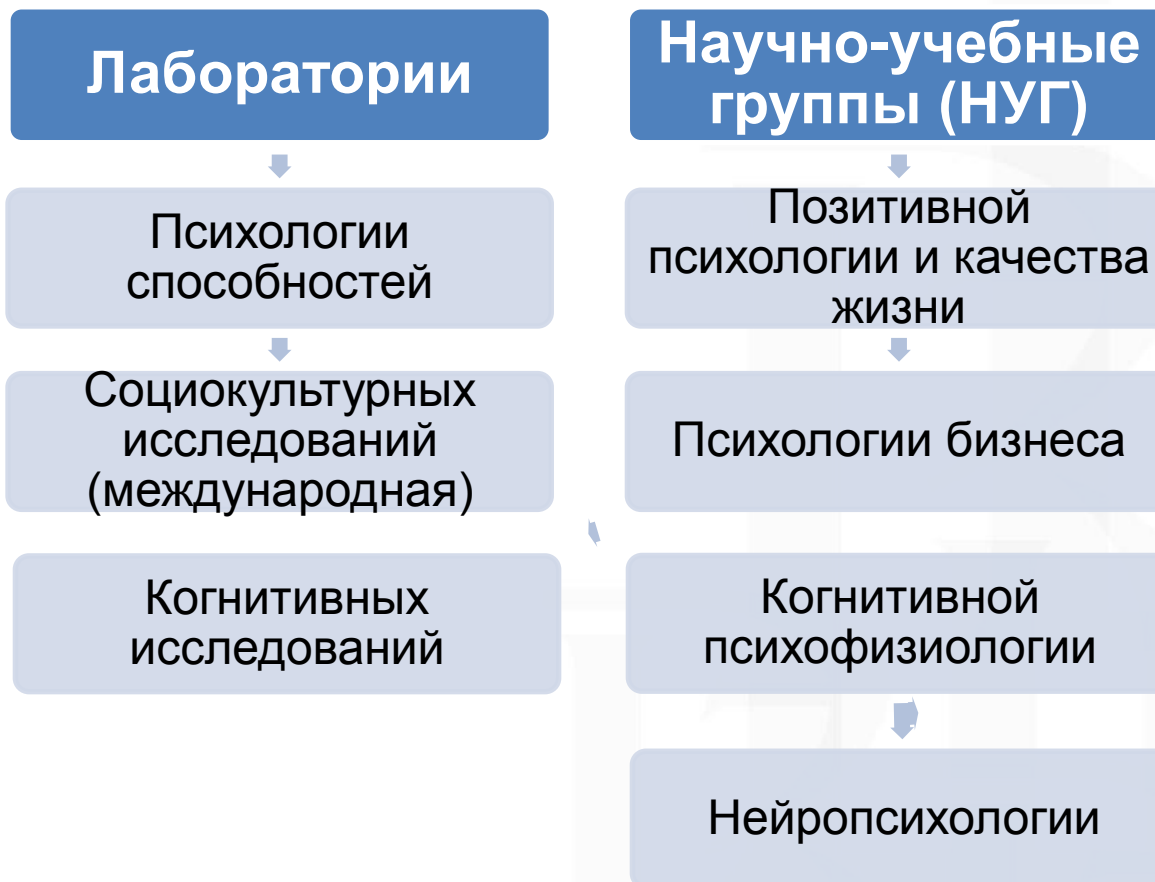 Лаборатории
Психологии
способностей
Социокультурных
исследований
(международная)
Когнитивных
исследований
Научно-учебные
группы (НУГ)
Позитивной
психологии и качества
жизни
Психологии бизнеса
Когнитивной
психофизиологии
Нейропсихологии